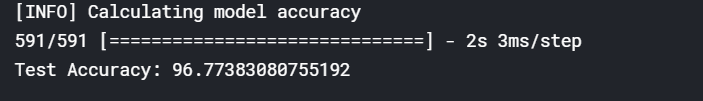 [INFO] Calculating model accuracy
591/591 [==============================] - 2s 3ms/step
Test Accuracy: 96.77383080755192